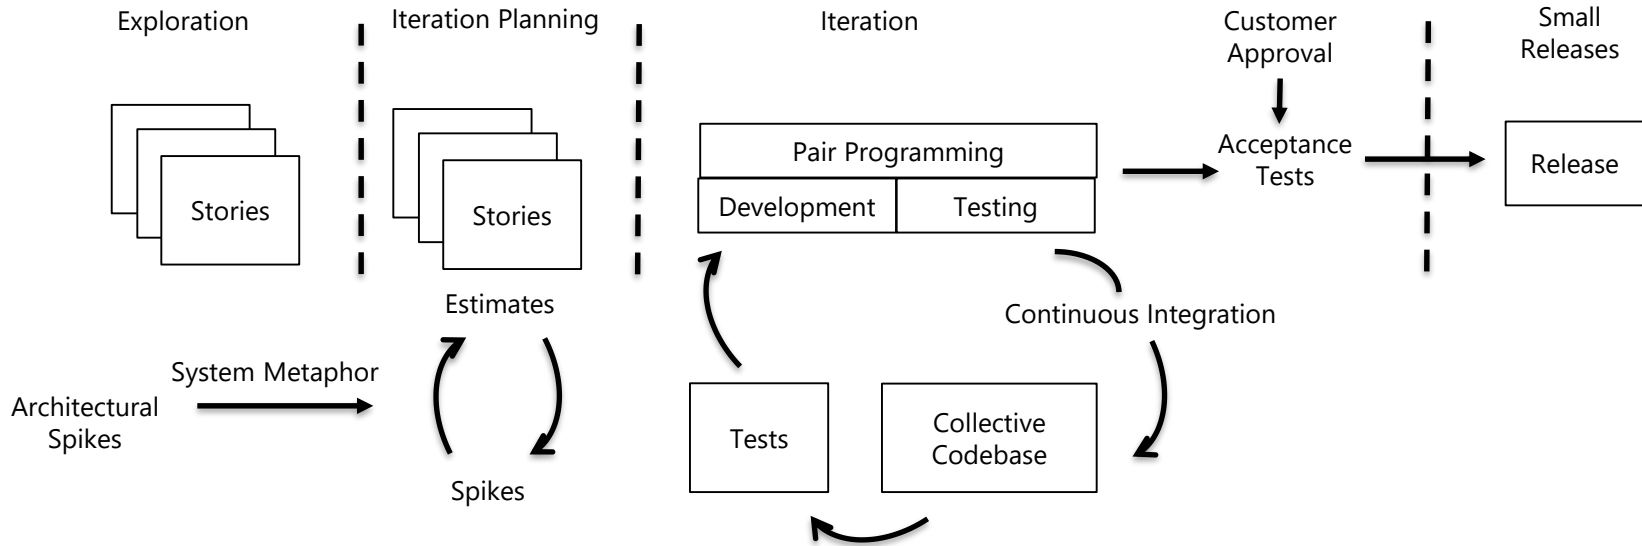 Exploration
Iteration Planning
Iteration
Customer
Approval
Small
Releases
Stories
Stories
Pair Programming
Development
Testing
Acceptance
Tests
Release
Estimates
Continuous Integration
System Metaphor
Architectural
Spikes
Tests
Collective
Codebase
Spikes